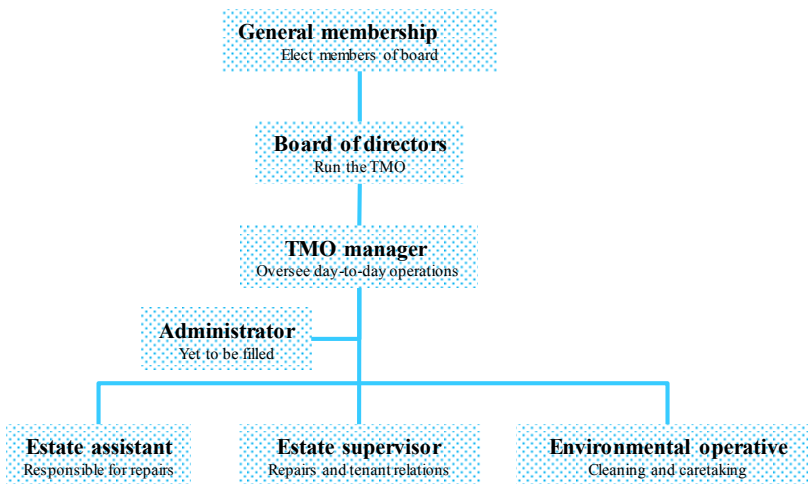 General membership
Elect members of board
Board of directors
Run the TMO
TMO manager
Oversee day-to-day operations
Administrator
Yet to be filled
Estate assistant
Responsible for repairs
Estate supervisor
Repairs and tenant relations
Environmental operative
Cleaning and caretaking